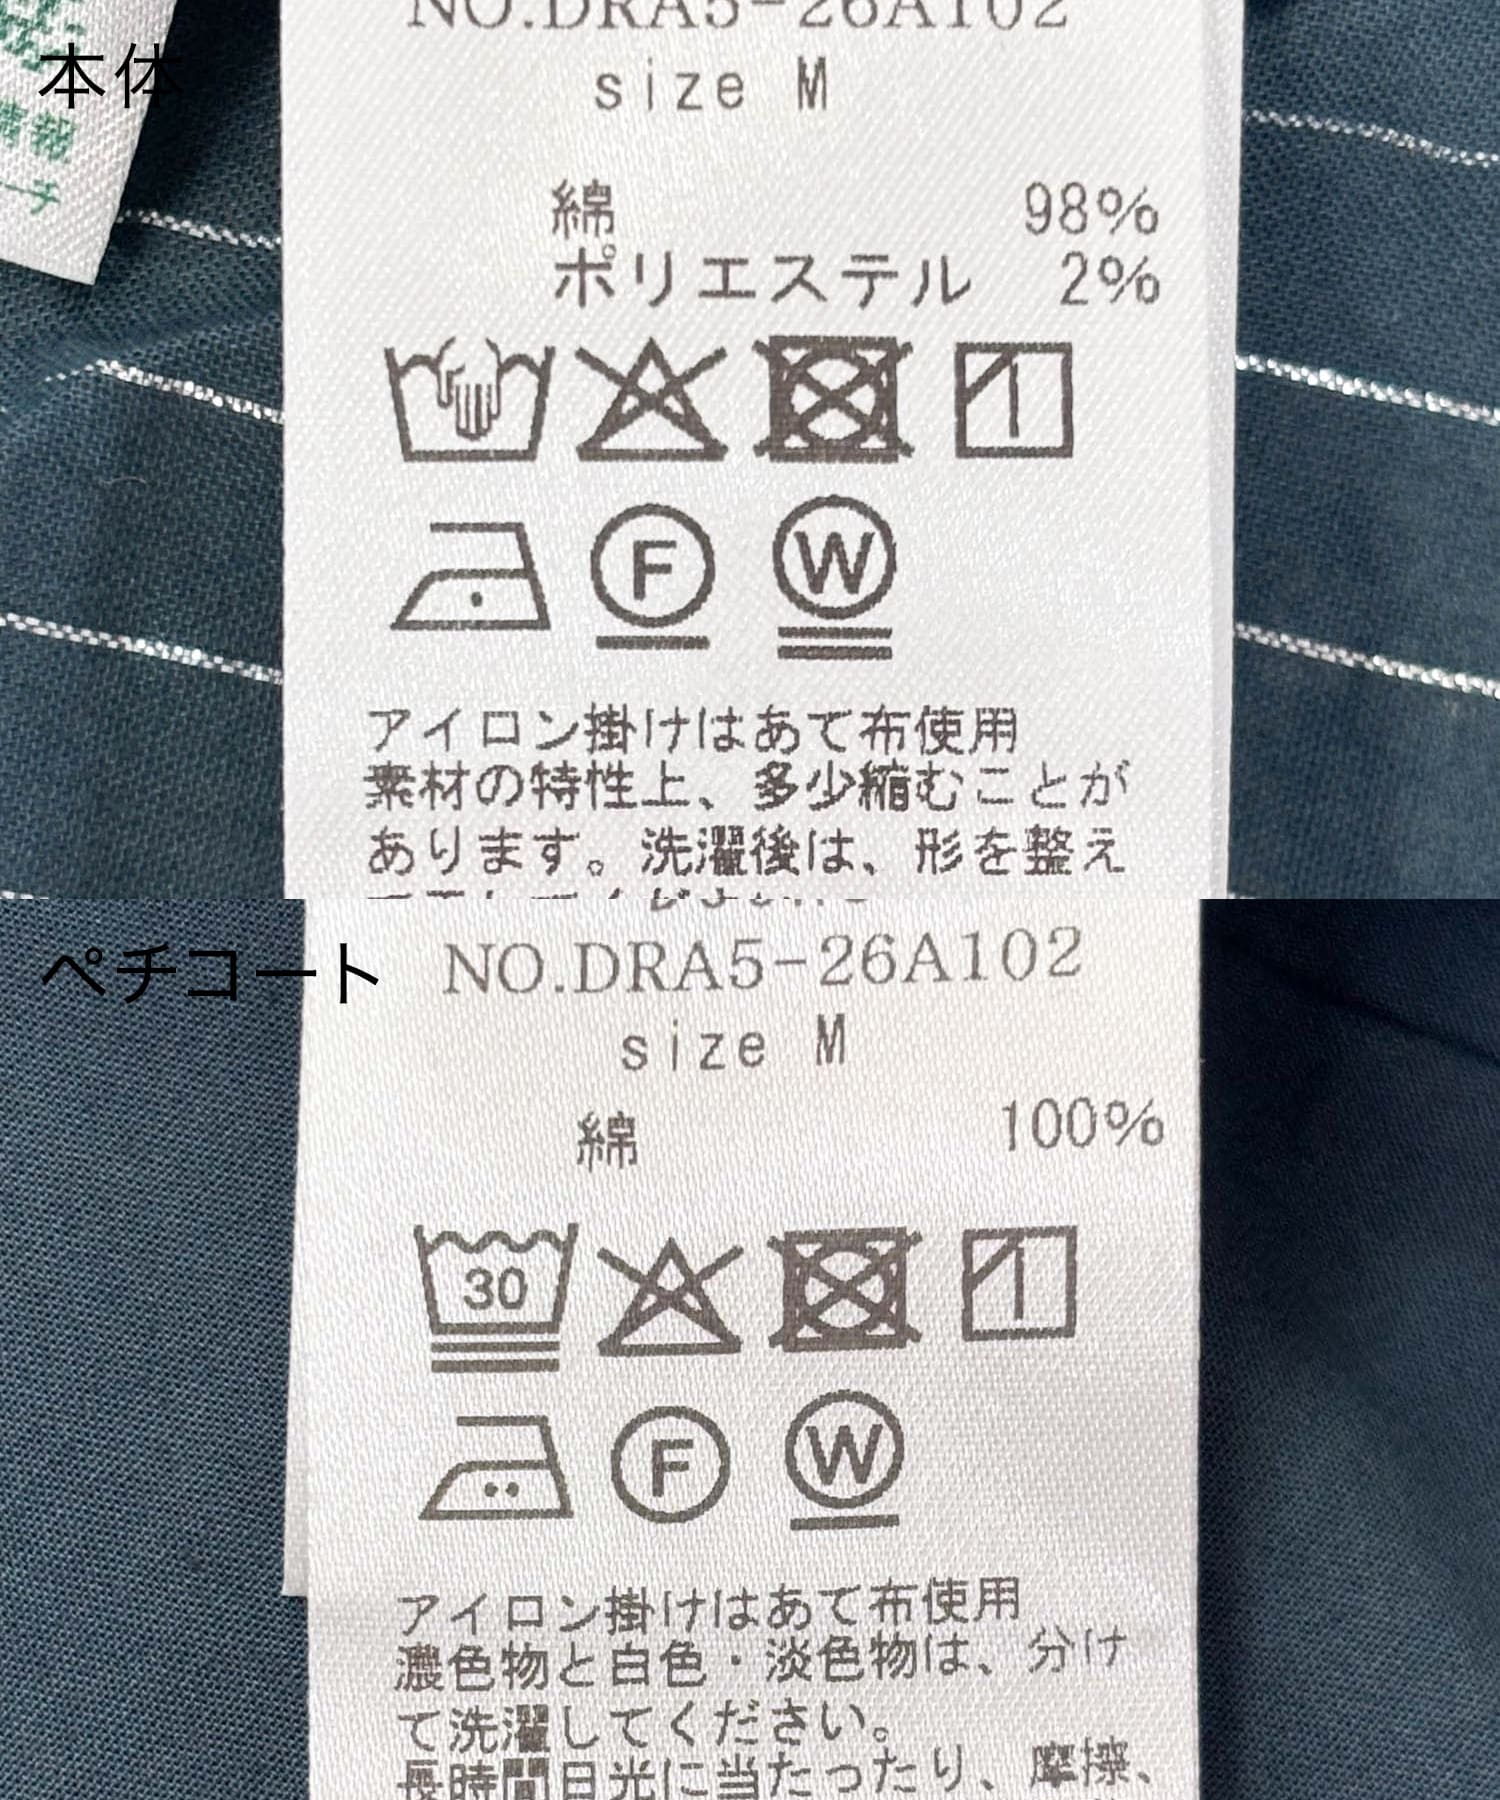 本体
NO.DRA5-26A102
size M
綿 98%
ポリエステル 2%
F W
アイロン掛けはあて布使用
素材の特性上、多少縮むことが
あります。洗濯後は、形を整え
ペチコート
NO.DRA5-26A102
size M
綿 100%
30
F W
アイロン掛けはあて布使用
濃色物と白色・淡色物は、分け
て洗濯してください。
長時間日光に当たったり、摩擦、